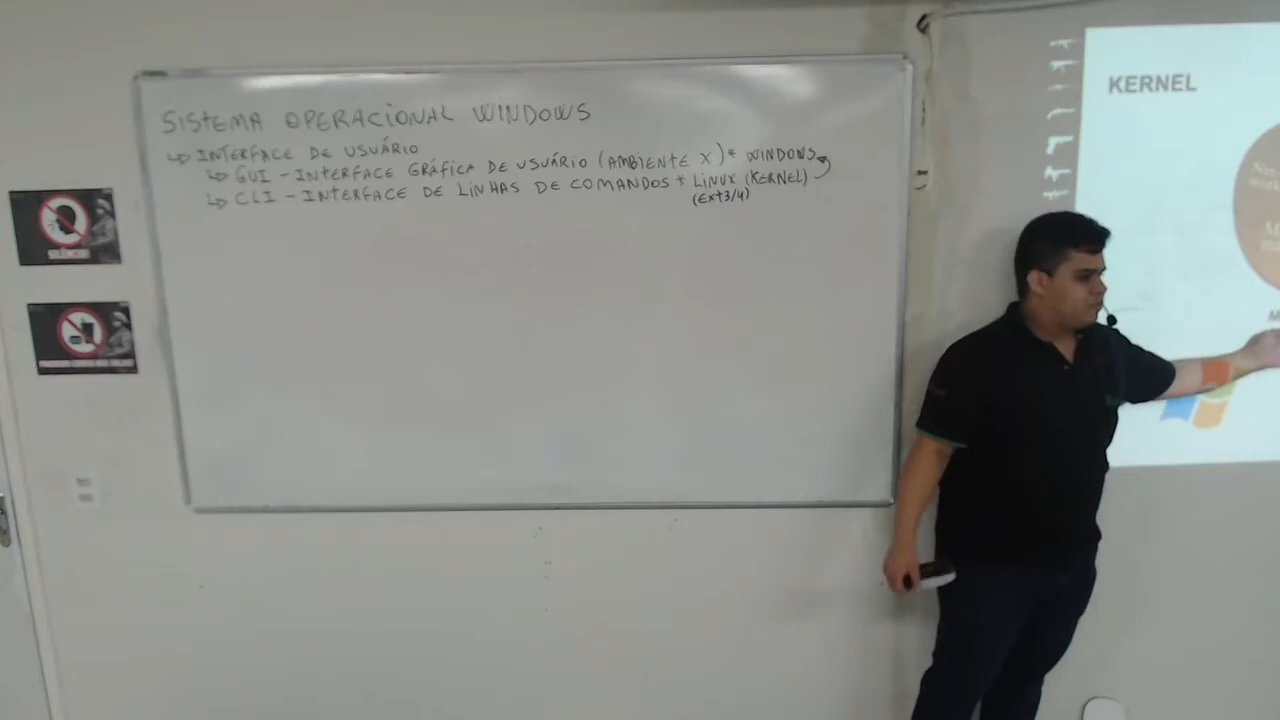 SISTEMA OPERACIONAL WINDOWS
↳ INTERFACE DE USUÁRIO
↳ GUI - INTERFACE GRÁFICA DE USUÁRIO (AMBIENTE X) * WINDOWS
↳ CLI - INTERFACE DE LINHAS DE COMANDOS * LINUX (KERNEL)
(Ext3/4)
KERNEL